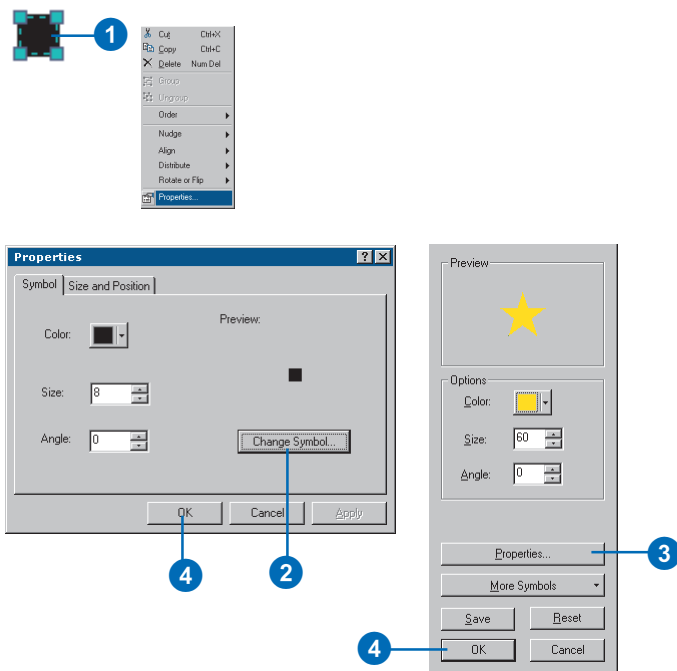 1
Cut Ctrl+X
Copy Ctrl+C
Delete Num Del
Group
Ungroup
Order
Nudge
Align
Distribute
Rotate or Flip
Properties...
Properties
Symbol Size and Position
Color:
Preview:
Size: 8
Angle: 0
Change Symbol...
OK Cancel Apply
4 2
Preview
Options
Color:
Size: 60
Angle: 0
Properties... 3
More Symbols
Save Reset
4 OK Cancel